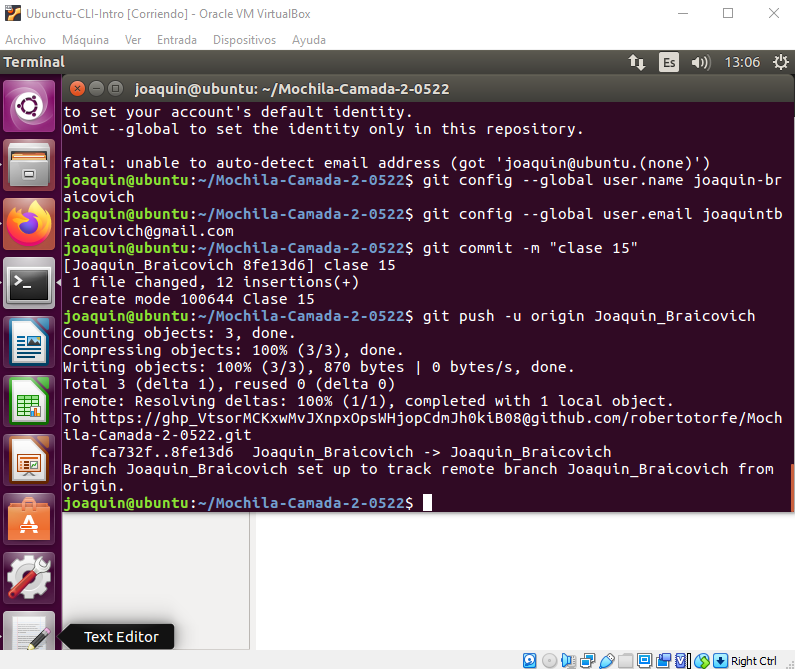 Ubunctu-CLI-Intro [Corriendo] - Oracle VM VirtualBox
Archivo Máquina Ver Entrada Dispositivos Ayuda
Terminal
Es
13:06
joaquin@ubuntu: ~/Mochila-Camada-2-0522
to set your account's default identity.
Omit --global to set the identity only in this repository.
fatal: unable to auto-detect email address (got 'joaquin@ubuntu.(none)')
joaquin@ubuntu:~/Mochila-Camada-2-0522$ git config --global user.name joaquin-br
aicovich
joaquin@ubuntu:~/Mochila-Camada-2-0522$ git config --global user.email joaquintb
raicovich@gmail.com
joaquin@ubuntu:~/Mochila-Camada-2-0522$ git commit -m "clase 15"
[Joaquin_Braicovich 8fe13d6] clase 15
1 file changed, 12 insertions(+)
create mode 100644 Clase 15
joaquin@ubuntu:~/Mochila-Camada-2-0522$ git push -u origin Joaquin_Braicovich
Counting objects: 3, done.
Compressing objects: 100% (3/3), done.
Writing objects: 100% (3/3), 870 bytes | 0 bytes/s, done.
Total 3 (delta 1), reused 0 (delta 0)
remote: Resolving deltas: 100% (1/1), completed with 1 local object.
To https://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@github.com/robertotorfe/Moch
ila-Camada-2-0522.git
fca732f..8fe13d6 Joaquin_Braicovich -> Joaquin_Braicovich
Branch Joaquin_Braicovich set up to track remote branch Joaquin_Braicovich from
origin.
joaquin@ubuntu:~/Mochila-Camada-2-0522$
Text Editor
Right Ctrl